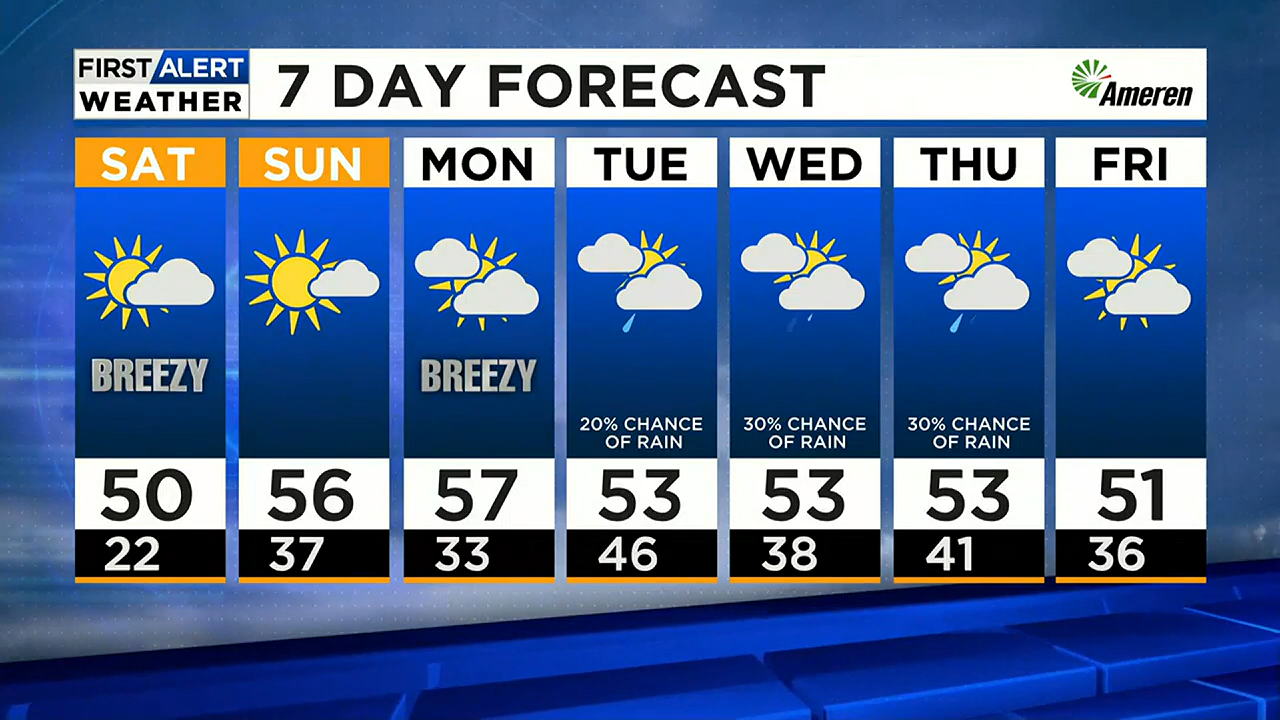 FIRST ALERT
WEATHER
7 DAY FORECAST
Ameren
SAT SUN MON TUE WED THU FRI
BREEZY BREEZY
20% CHANCE 30% CHANCE 30% CHANCE
OF RAIN OF RAIN OF RAIN
50 56 57 53 53 53 51
22 37 33 46 38 41 36